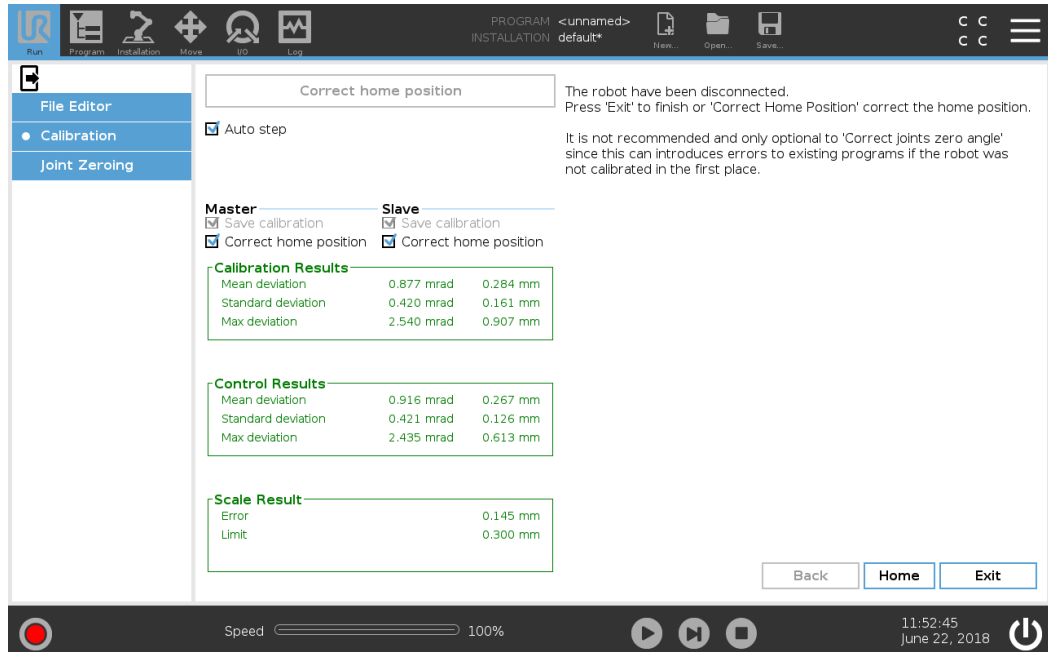 UR
Run
Program
Installation
Move
I/O
Log
PROGRAM <unnamed>
INSTALLATION default*
New...
Open...
Save...
C C
C C
File Editor
Calibration
Joint Zeroing
Correct home position
Auto step
Master
Slave
Save calibration
Save calibration
Correct home position
Correct home position
Calibration Results
Mean deviation 0.877 mrad 0.284 mm
Standard deviation 0.420 mrad 0.161 mm
Max deviation 2.540 mrad 0.907 mm
Control Results
Mean deviation 0.916 mrad 0.267 mm
Standard deviation 0.421 mrad 0.126 mm
Max deviation 2.435 mrad 0.613 mm
Scale Result
Error 0.145 mm
Limit 0.300 mm
The robot have been disconnected.
Press 'Exit' to finish or 'Correct Home Position' correct the home position.
It is not recommended and only optional to 'Correct joints zero angle'
since this can introduces errors to existing programs if the robot was
not calibrated in the first place.
Back
Home
Exit
Speed
100%
11:52:45
June 22, 2018